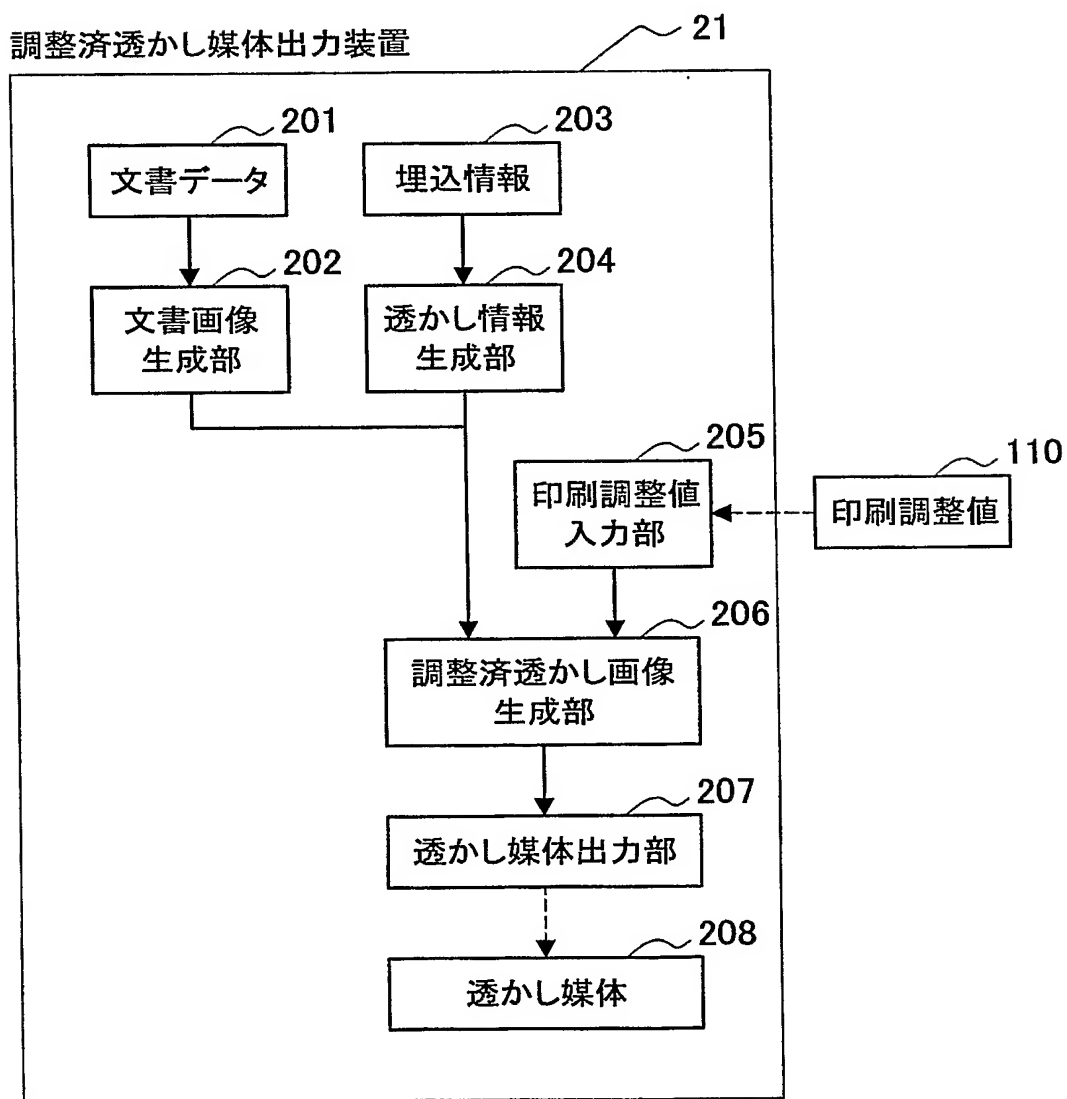 21
調整済透かし媒体出力装置
201
203
文書データ
埋込情報
202
204
文書画像
生成部
透かし情報
生成部
205
110
印刷調整値
入力部
印刷調整値
206
調整済透かし画像
生成部
207
透かし媒体出力部
208
透かし媒体